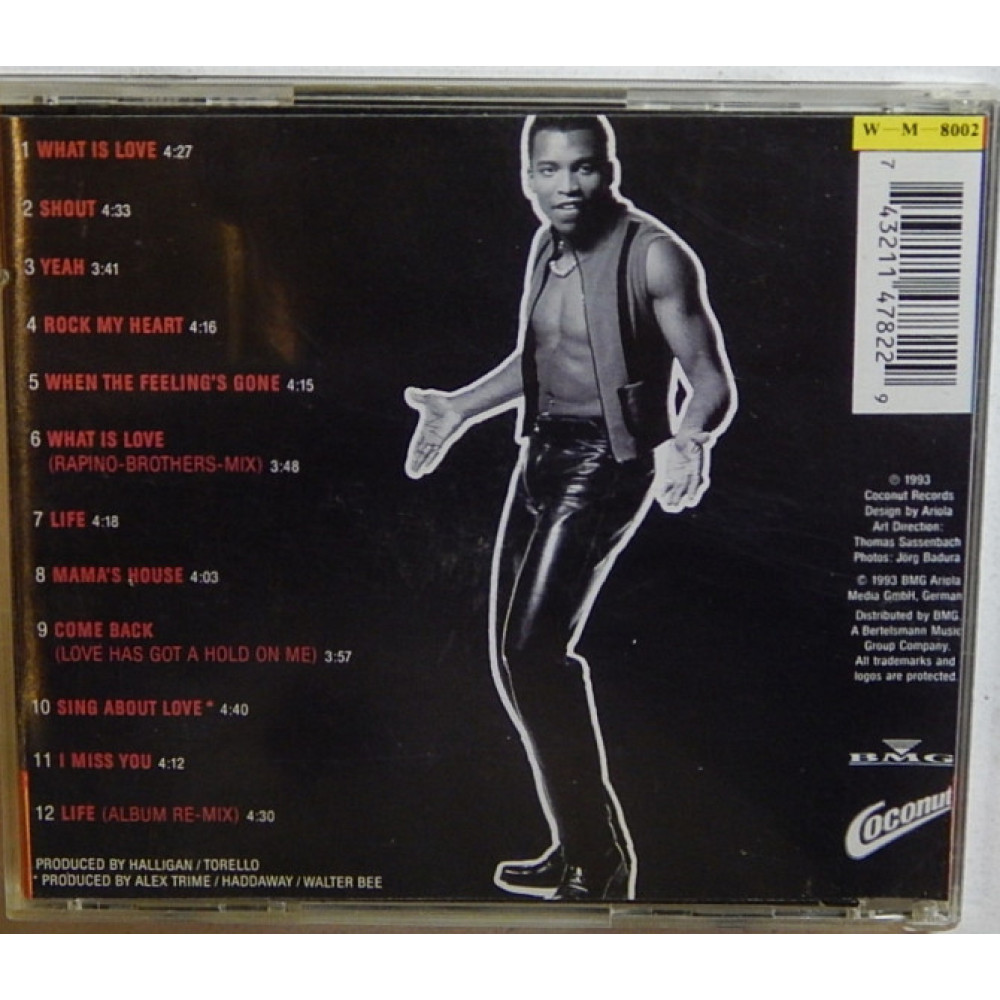 1 WHAT IS LOVE 4:27
2 SHOUT 4:33
3 YEAH 3:41
4 ROCK MY HEART 4:16
5 WHEN THE FEELING'S GONE 4:15
6 WHAT IS LOVE
(RAPINO-BROTHERS-MIX) 3:48
7 LIFE 4:18
8 MAMA'S HOUSE 4:03
9 COME BACK
(LOVE HAS GOT A HOLD ON ME) 3:57
10 SING ABOUT LOVE* 4:40
11 I MISS YOU 4:12
12 LIFE (ALBUM RE-MIX) 4:30
PRODUCED BY HALLIGAN / TORELLO
* PRODUCED BY ALEX TRIME / HADDAWAY / WALTER BEE
W-M-8002
7 43211 47822 9
℗ 1993
Coconut Records
Design by Ariola
Art Direction:
Thomas Sassenbach
Photos: Jörg Badura
© 1993 BMG Ariola
Media GmbH, German
Distributed by BMG.
A Bertelsmann Music
Group Company.
All trademarks and
logos are protected.
BMG
Coconut